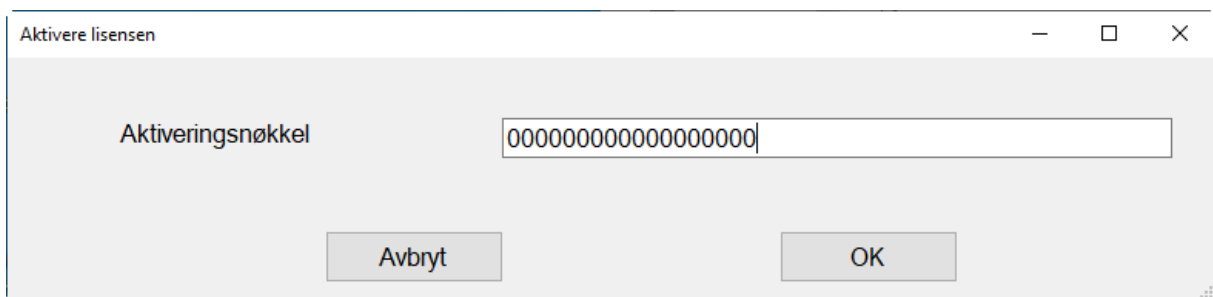 Aktivere lisensen
Aktiveringsnøkkel
000000000000000000
Avbryt
OK